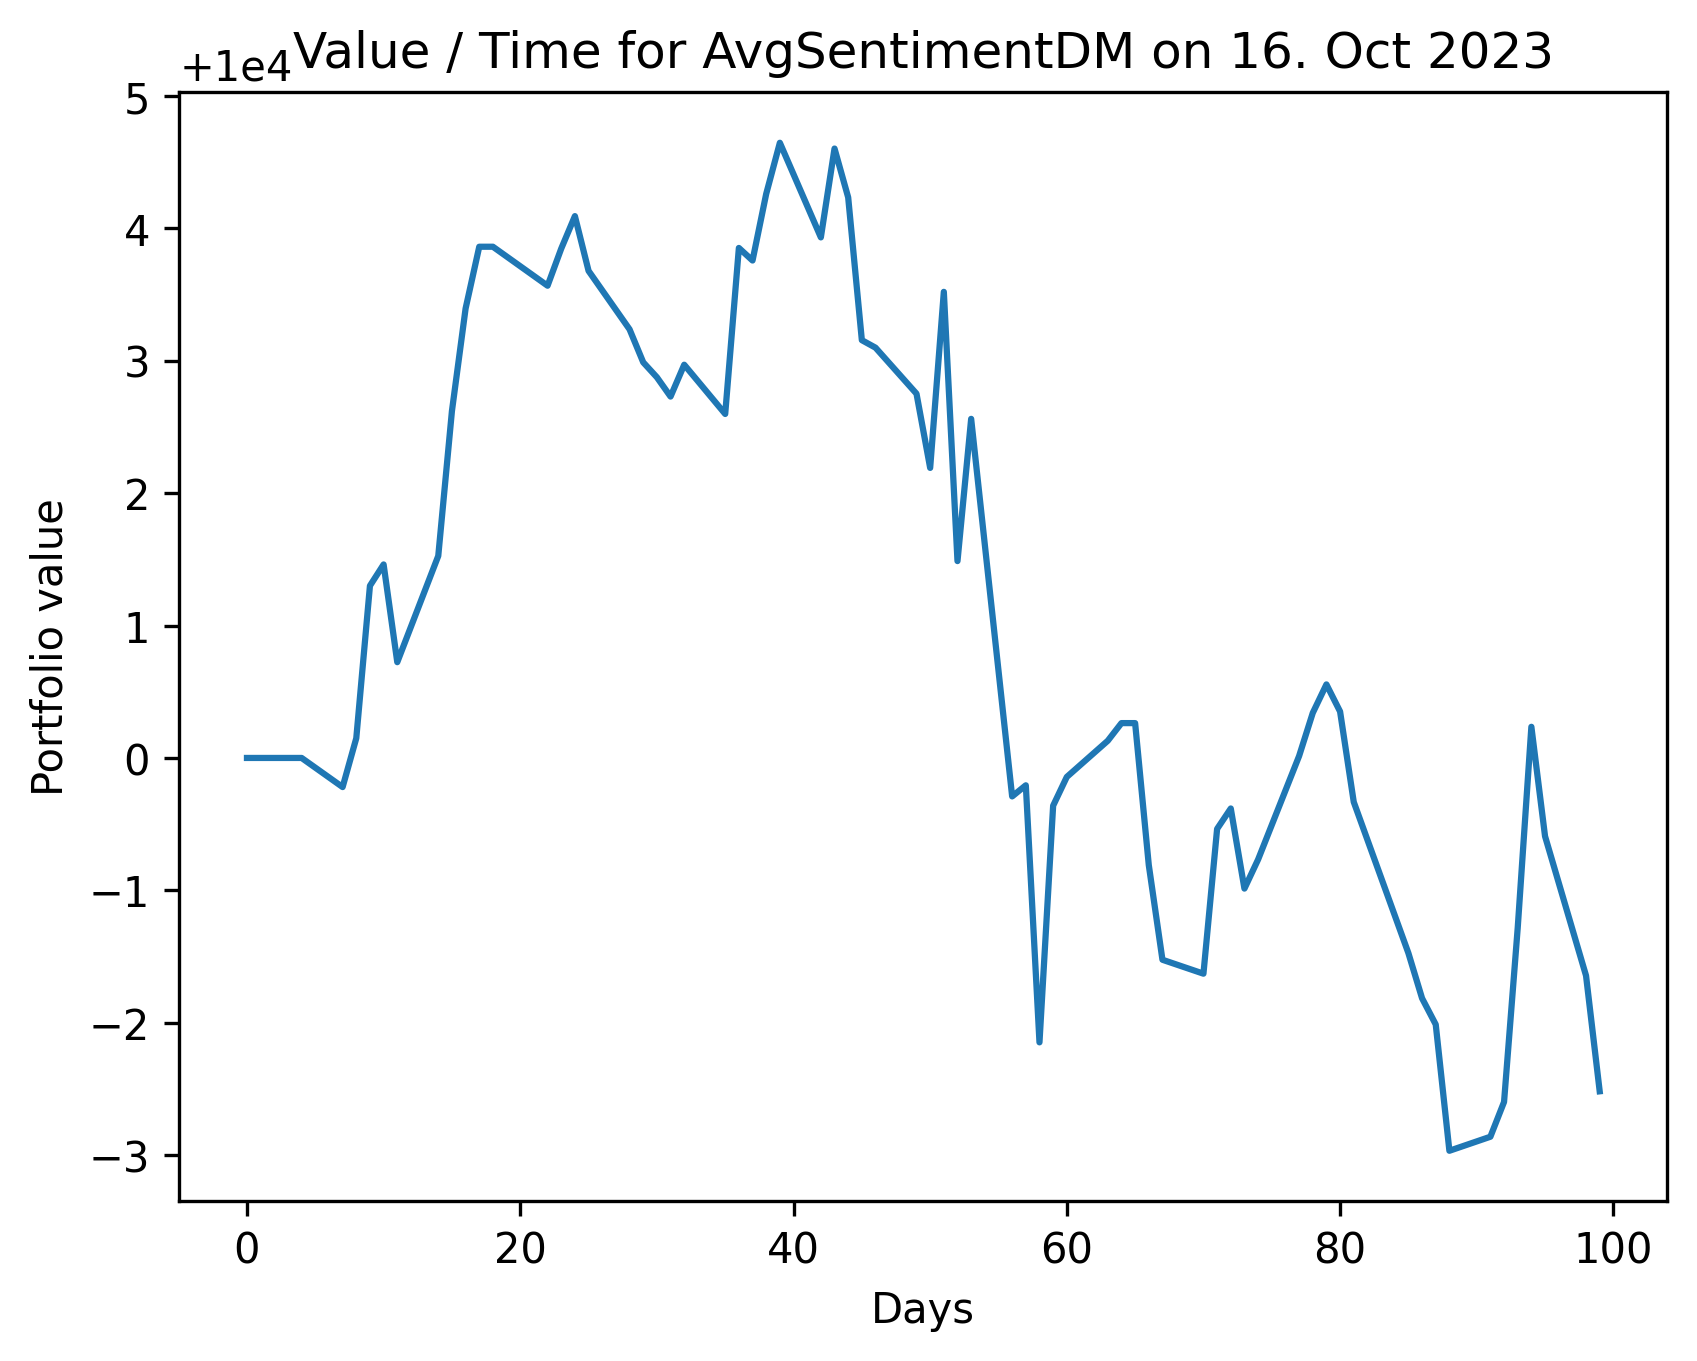 Value / Time for AvgSentimentDM on 16. Oct 2023
+1e4
5
4
3
2
1
0
−1
−2
−3
Portfolio value
0 20 40 60 80 100
Days